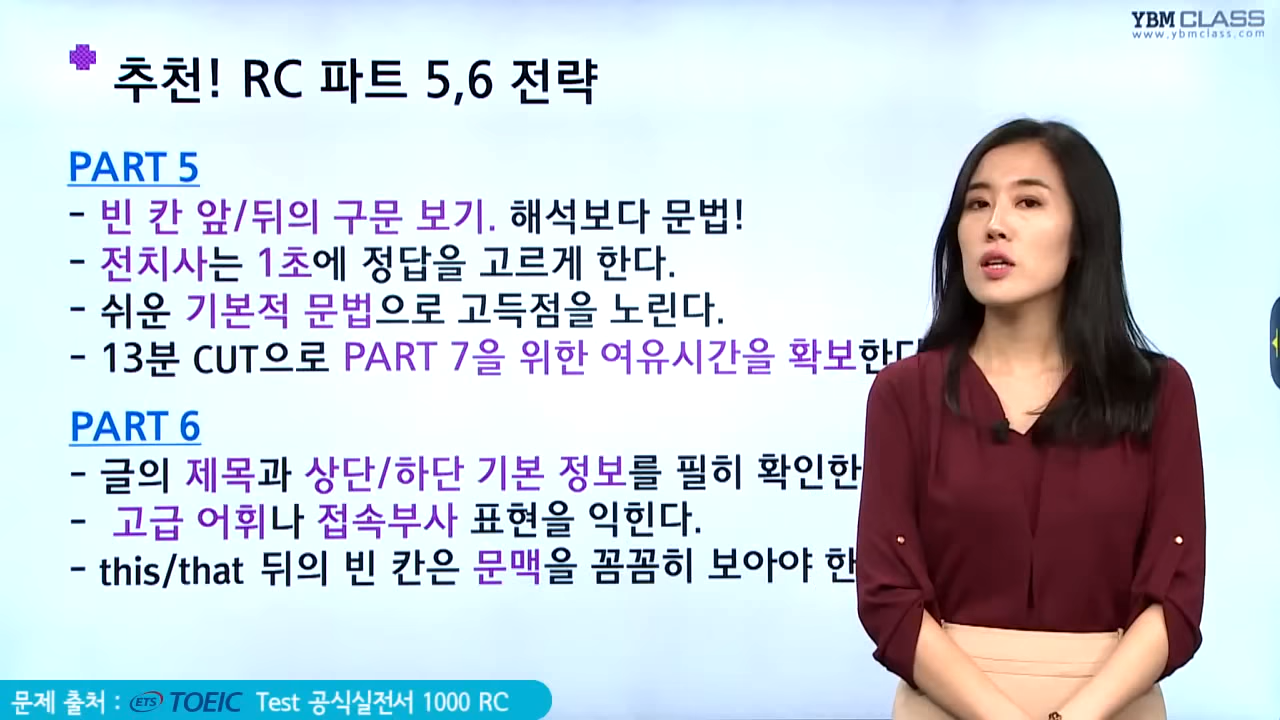 YBM CLASS
www.ybmclass.com
추천! RC 파트 5,6 전략
PART 5
- 빈 칸 앞/뒤의 구문 보기. 해석보다 문법!
- 전치사는 1초에 정답을 고르게 한다.
- 쉬운 기본적 문법으로 고득점을 노린다.
- 13분 CUT으로 PART 7을 위한 여유시간을 확보한다
PART 6
- 글의 제목과 상단/하단 기본 정보를 필히 확인한
- 고급 어휘나 접속부사 표현을 익힌다.
- this/that 뒤의 빈 칸은 문맥을 꼼꼼히 보아야 한
문제 출처 : ETS TOEIC Test 공식실전서 1000 RC